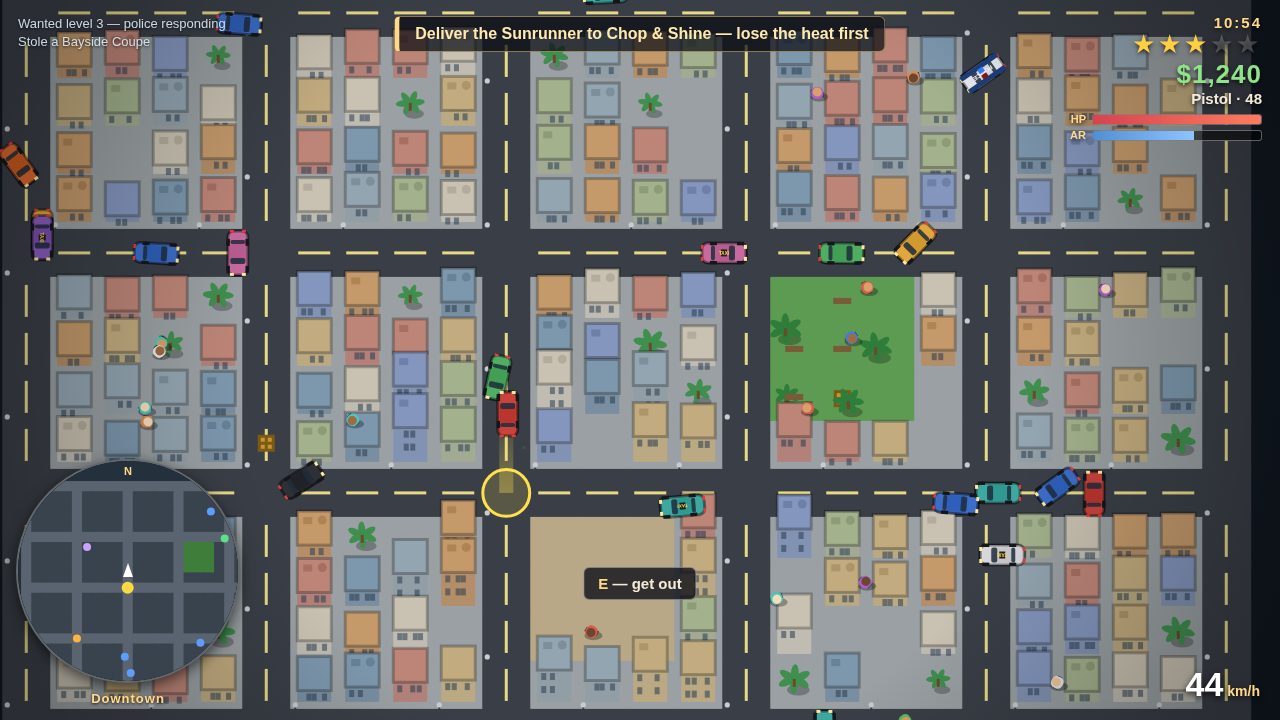 Wanted level 3 — police responding
Stole a Bayside Coupe
Deliver the Sunrunner to Chop & Shine — lose the heat first
10:54
$1,240
Pistol · 48
HP
AR
E — get out
N
Downtown
44 km/h